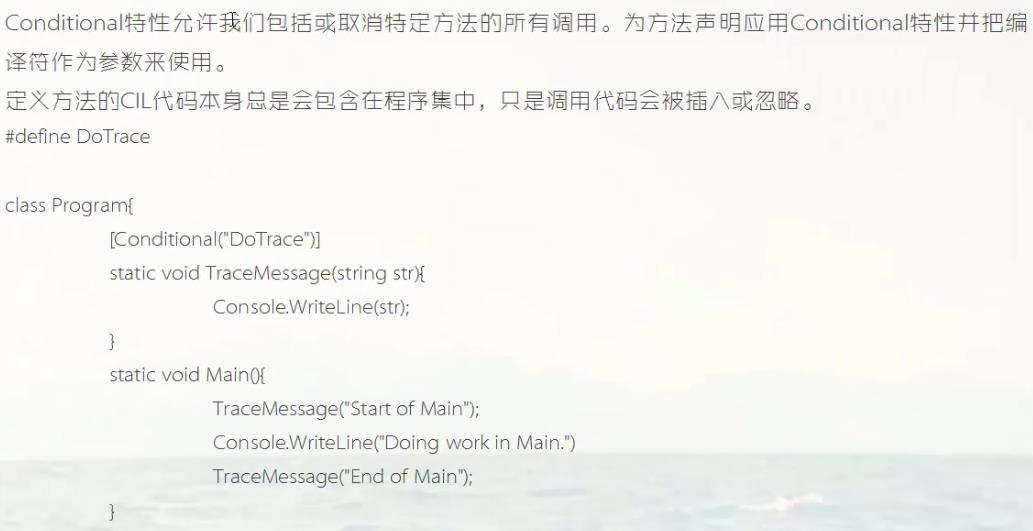 Conditional特性允许我们包括或取消特定方法的所有调用。为方法声明应用Conditional特性并把编
译符作为参数来使用。
定义方法的CIL代码本身总是会包含在程序集中，只是调用代码会被插入或忽略。
#define DoTrace
class Program{
[Conditional("DoTrace")]
static void TraceMessage(string str){
Console.WriteLine(str);
}
static void Main(){
TraceMessage("Start of Main");
Console.WriteLine("Doing work in Main.")
TraceMessage("End of Main");
}